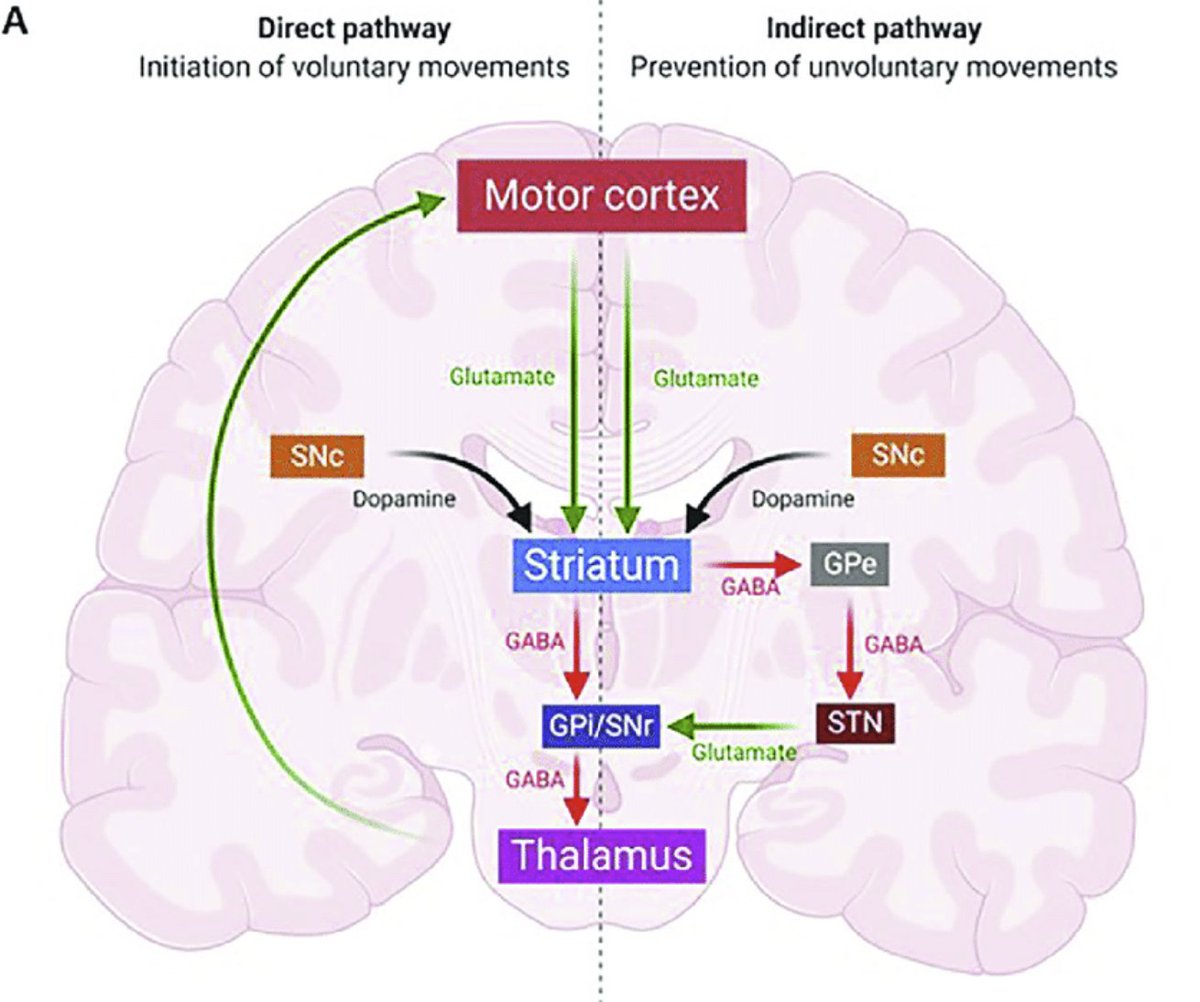 A
Direct pathway
Initiation of voluntary movements
Indirect pathway
Prevention of unvoluntary movements
Motor cortex
Glutamate
Glutamate
SNc
SNc
Dopamine
Dopamine
Striatum
GABA
GPe
GABA
GABA
GPi/SNr
STN
Glutamate
GABA
Thalamus